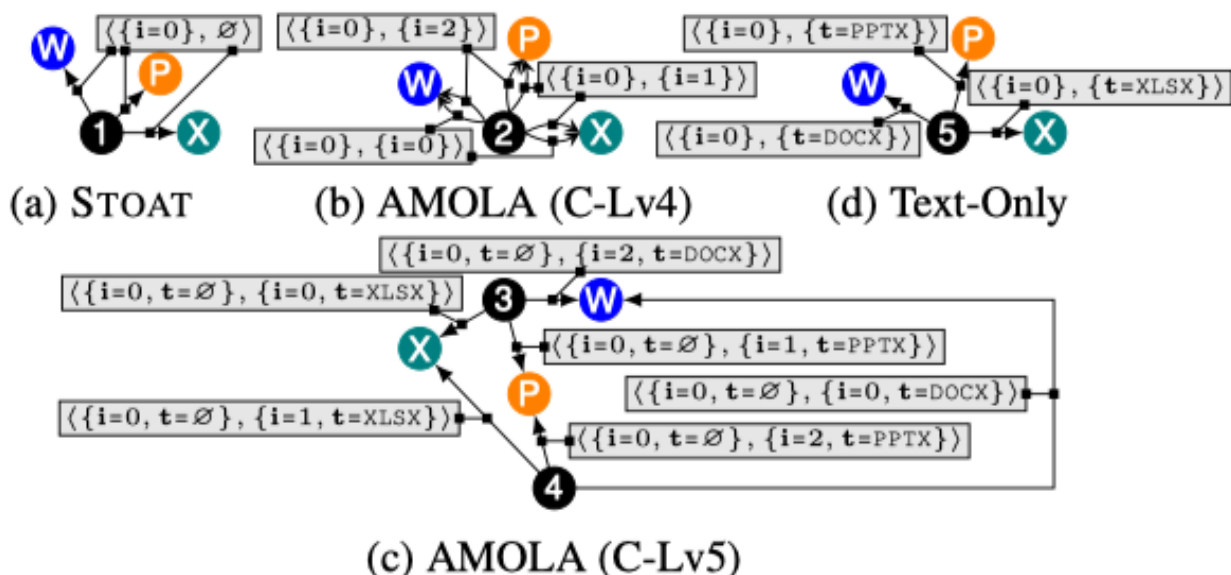 ⟨{i=0}, ∅⟩
W
P
1
X
(a) STOAT
⟨{i=0}, {i=2}⟩
P
W
⟨{i=0}, {i=1}⟩
2
X
⟨{i=0}, {i=0}⟩
(b) AMOLA (C-Lv4)
⟨{i=0}, {t=PPTX}⟩
P
W
⟨{i=0}, {t=XLSX}⟩
⟨{i=0}, {t=DOCX}⟩
5
X
(d) Text-Only
⟨{i=0, t=∅}, {i=2, t=DOCX}⟩
⟨{i=0, t=∅}, {i=0, t=XLSX}⟩
3
W
X
⟨{i=0, t=∅}, {i=1, t=PPTX}⟩
P
⟨{i=0, t=∅}, {i=0, t=DOCX}⟩
⟨{i=0, t=∅}, {i=1, t=XLSX}⟩
⟨{i=0, t=∅}, {i=2, t=PPTX}⟩
4
(c) AMOLA (C-Lv5)